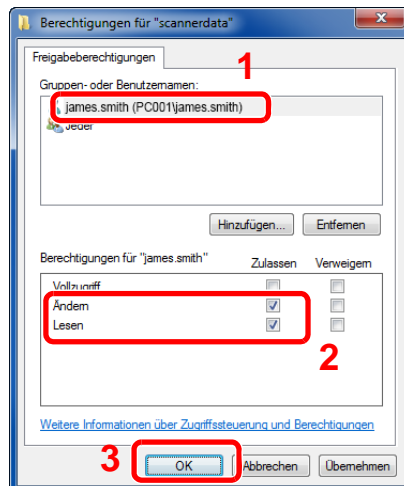 Berechtigungen für "scannerdata"
Freigabeberechtigungen
1
Gruppen- oder Benutzernamen:
james.smith (PC001\james.smith)
Jeder
Hinzufügen... Entfernen
Berechtigungen für "james.smith" Zulassen Verweigern
Vollzugriff
Ändern
Lesen
2
Weitere Informationen über Zugriffssteuerung und Berechtigungen
3
OK Abbrechen Übernehmen